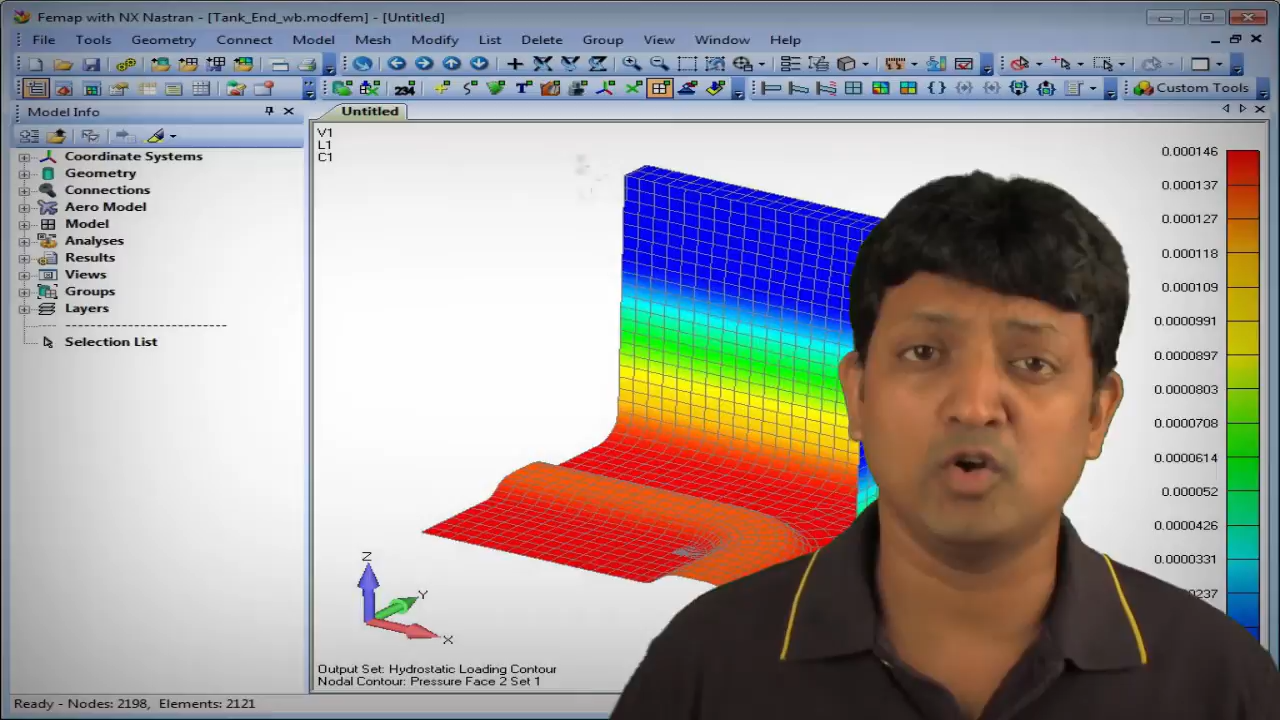 Femap with NX Nastran - [Tank_End_wb.modfem] - [Untitled]
File Tools Geometry Connect Model Mesh Modify List Delete Group View Window Help
234 Custom Tools
Model Info
Untitled
Coordinate Systems
Geometry
Connections
Aero Model
Model
Analyses
Results
Views
Groups
Layers
Selection List
V1
L1
C1
0.000146
0.000137
0.000127
0.000118
0.000109
0.0000991
0.0000897
0.0000803
0.0000708
0.0000614
0.000052
0.0000426
0.0000331
Z
Y
X
Output Set: Hydrostatic Loading Contour
Nodal Contour: Pressure Face 2 Set 1
Ready - Nodes: 2198, Elements: 2121